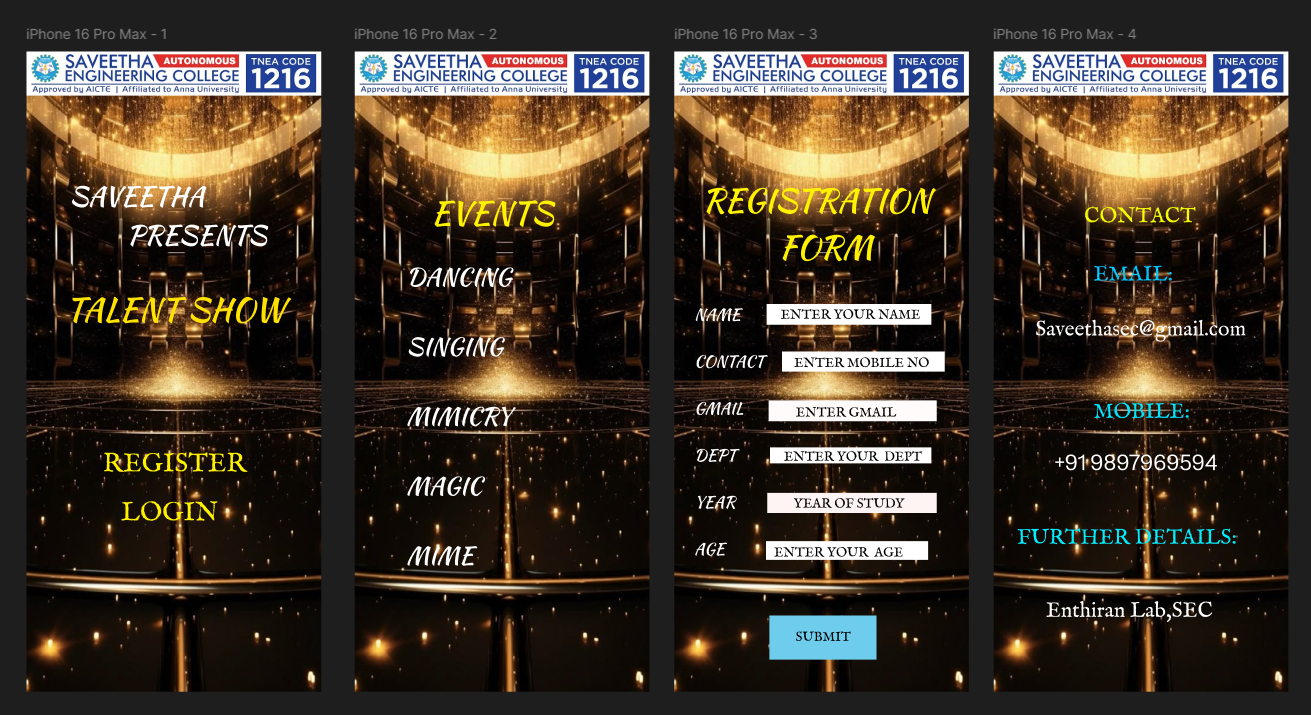 iPhone 16 Pro Max - 1
SAVEETHA AUTONOMOUS
ENGINEERING COLLEGE
Approved by AICTE | Affiliated to Anna University
TNEA CODE
1216
SAVEETHA
PRESENTS
TALENT SHOW
REGISTER
LOGIN
iPhone 16 Pro Max - 2
SAVEETHA AUTONOMOUS
ENGINEERING COLLEGE
Approved by AICTE | Affiliated to Anna University
TNEA CODE
1216
EVENTS
DANCING
SINGING
MIMICRY
MAGIC
MIME
iPhone 16 Pro Max - 3
SAVEETHA AUTONOMOUS
ENGINEERING COLLEGE
Approved by AICTE | Affiliated to Anna University
TNEA CODE
1216
REGISTRATION
FORM
NAME ENTER YOUR NAME
CONTACT ENTER MOBILE NO
GMAIL ENTER GMAIL
DEPT ENTER YOUR DEPT
YEAR YEAR OF STUDY
AGE ENTER YOUR AGE
SUBMIT
iPhone 16 Pro Max - 4
SAVEETHA AUTONOMOUS
ENGINEERING COLLEGE
Approved by AICTE | Affiliated to Anna University
TNEA CODE
1216
CONTACT
EMAIL:
Saveethasec@gmail.com
MOBILE:
+91 9897969594
FURTHER DETAILS:
Enthiran Lab,SEC